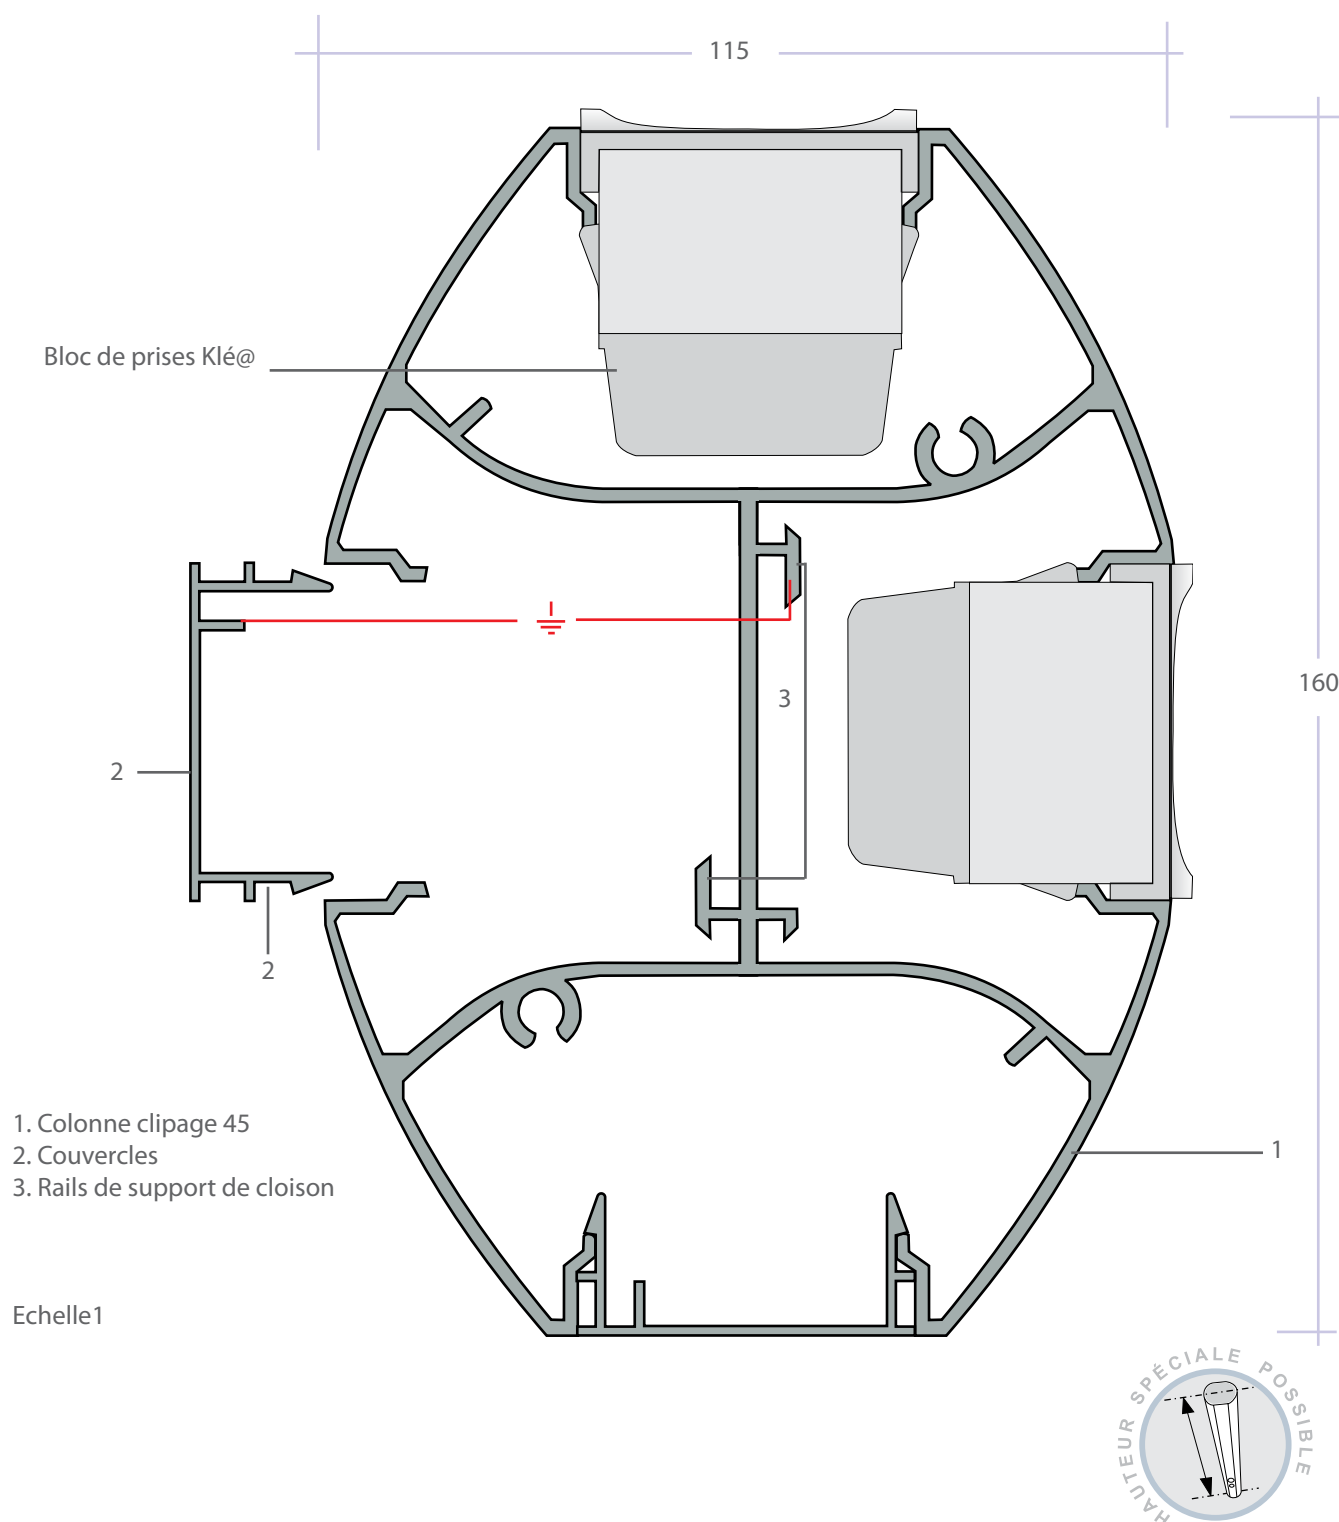 115
160
Bloc de prises Klé@
3
2
2
1
1. Colonne clipage 45
2. Couvercles
3. Rails de support de cloison
Echelle1
HAUTEUR SPÉCIALE POSSIBLE